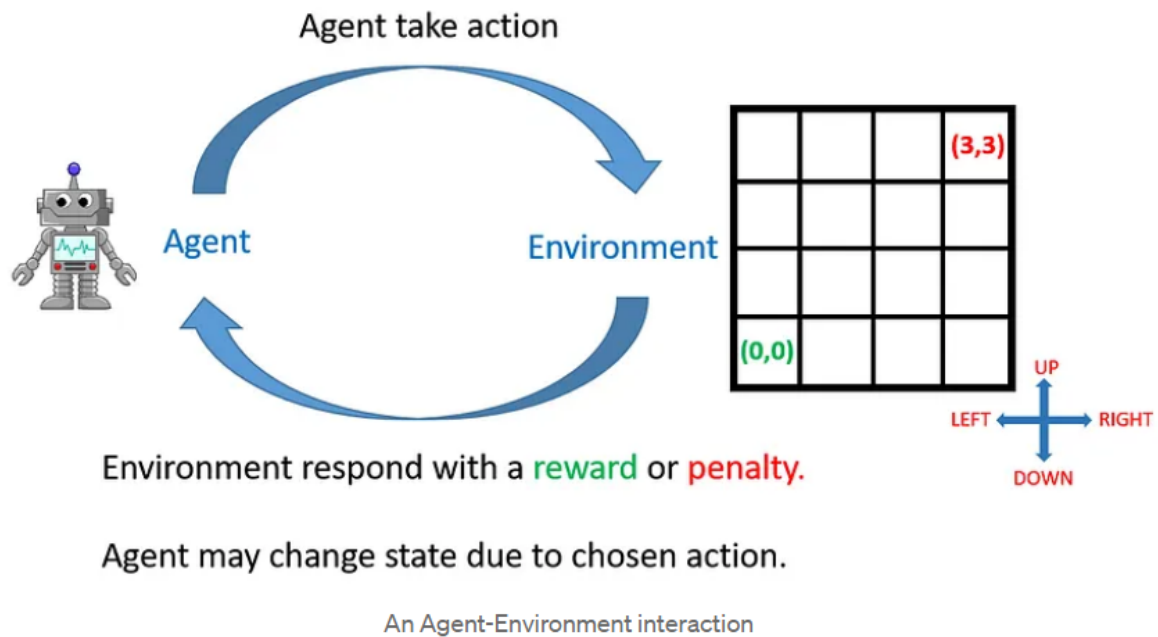 Agent take action
(3,3)
Agent
Environment
(0,0)
UP
LEFT
RIGHT
DOWN
Environment respond with a reward or penalty.
Agent may change state due to chosen action.
An Agent-Environment interaction